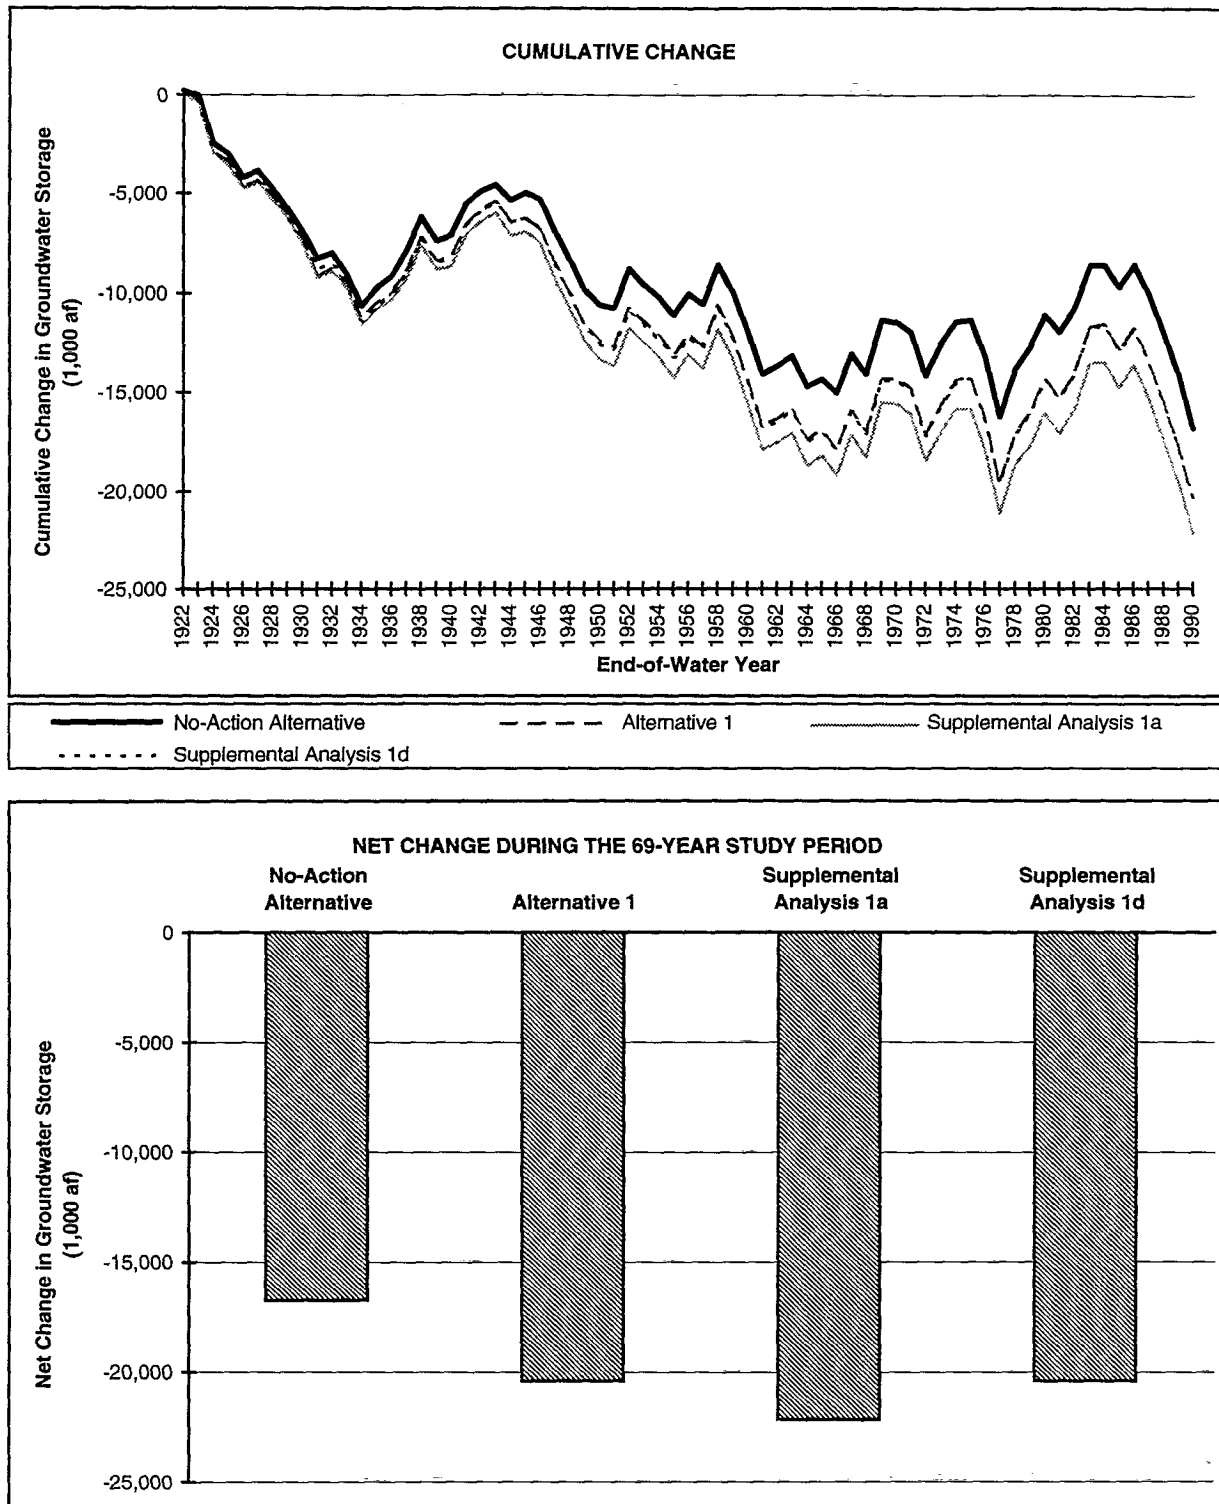 CUMULATIVE CHANGE
Cumulative Change in Groundwater Storage
(1,000 af)
0
-5,000
-10,000
-15,000
-20,000
-25,000
1922
1924
1926
1928
1930
1932
1934
1936
1938
1940
1942
1944
1946
1948
1950
1952
1954
1956
1958
1960
1962
1964
1966
1968
1970
1972
1974
1976
1978
1980
1982
1984
1986
1988
1990
End-of-Water Year
No-Action Alternative
Alternative 1
Supplemental Analysis 1a
Supplemental Analysis 1d
NET CHANGE DURING THE 69-YEAR STUDY PERIOD
No-Action
Alternative
Alternative 1
Supplemental
Analysis 1a
Supplemental
Analysis 1d
Net Change in Groundwater Storage
(1,000 af)
0
-5,000
-10,000
-15,000
-20,000
-25,000